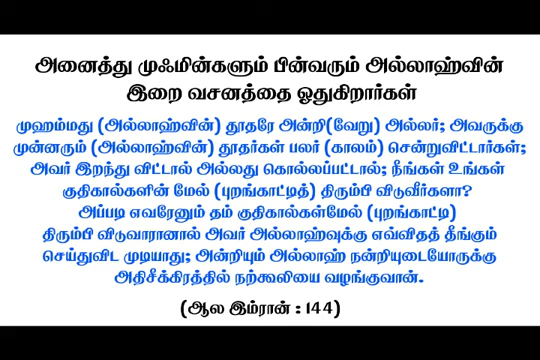 அனைத்து முஃமின்களும் பின்வரும் அல்லாஹ்வின்
இறை வசனத்தை ஓதுகிறார்கள்
முஹம்மது (அல்லாஹ்வின்) தூதரே அன்றி(வேறு) அல்லர்; அவருக்கு
முன்னரும் (அல்லாஹ்வின்) தூதர்கள் பலர் (காலம்) சென்றுவிட்டார்கள்;
அவர் இறந்து விட்டால் அல்லது கொல்லப்பட்டால்; நீங்கள் உங்கள்
குதிகால்களின் மேல் (புறங்காட்டித்) திரும்பி விடுவீர்களா?
அப்படி எவரேனும் தம் குதிகால்கள்மேல் (புறங்காட்டி)
திரும்பி விடுவாரானால் அவர் அல்லாஹ்வுக்கு எவ்விதத் தீங்கும்
செய்துவிட முடியாது; அன்றியும் அல்லாஹ் நன்றியுடையோருக்கு
அதிசீக்கிரத்தில் நற்கூலியை வழங்குவான்.
(ஆல இம்ரான் : 144)